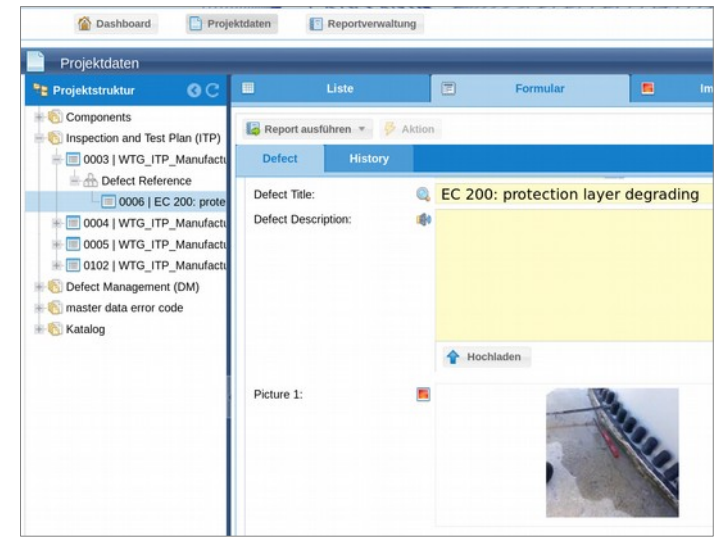 Dashboard
Projektdaten
Reportverwaltung
Projektdaten
Projektstruktur
Components
Inspection and Test Plan (ITP)
0003 | WTG_ITP_Manufactu
Defect Reference
0006 | EC 200: prote
0004 | WTG_ITP_Manufactu
0005 | WTG_ITP_Manufactu
0102 | WTG_ITP_Manufactu
Defect Management (DM)
master data error code
Katalog
Liste
Formular
Im
Report ausführen
Aktion
Defect
History
Defect Title:
EC 200: protection layer degrading
Defect Description:
Hochladen
Picture 1: